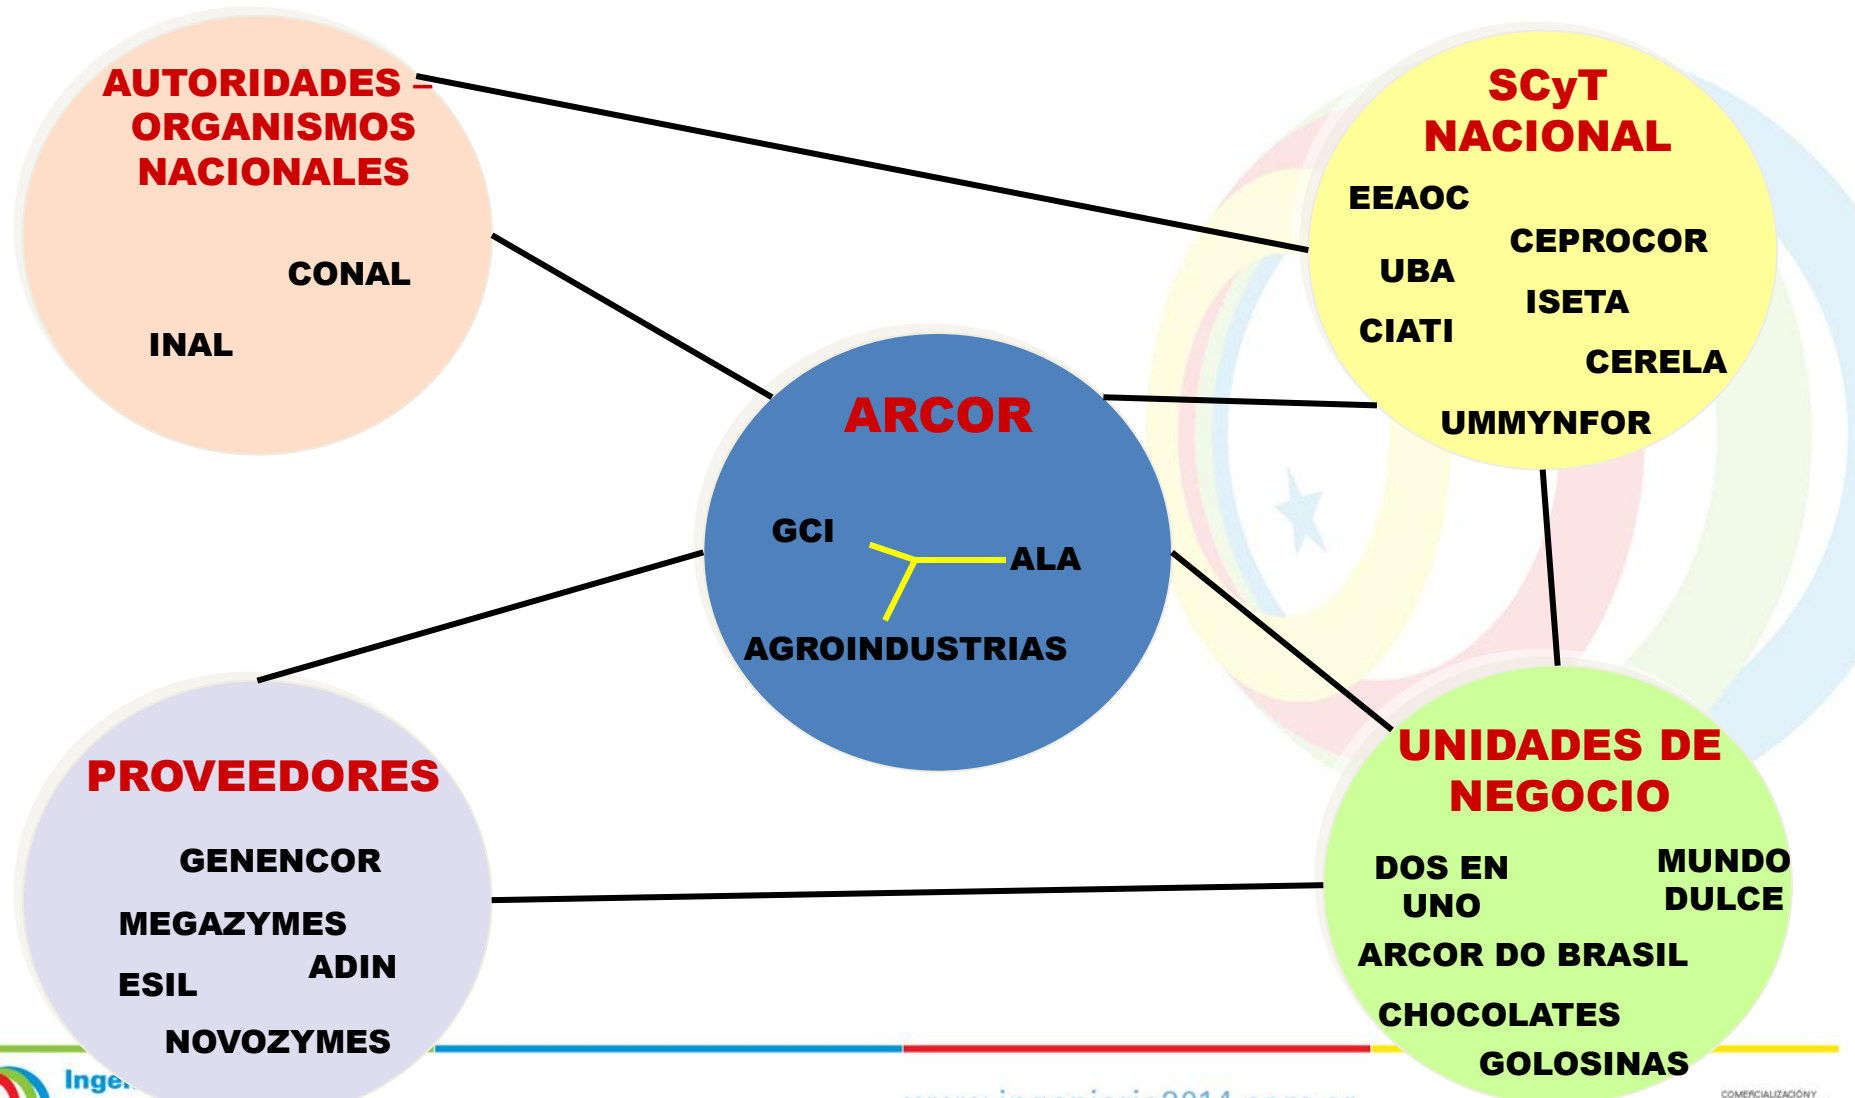 AUTORIDADES –
ORGANISMOS
NACIONALES
CONAL
INAL
SCyT
NACIONAL
EEAOC
CEPROCOR
UBA
ISETA
CIATI
CERELA
UMMYNFOR
ARCOR
GCI
ALA
AGROINDUSTRIAS
PROVEEDORES
GENENCOR
MEGAZYMES
ADIN
ESIL
NOVOZYMES
UNIDADES DE
NEGOCIO
DOS EN
UNO
MUNDO
DULCE
ARCOR DO BRASIL
CHOCOLATES
GOLOSINAS
COMERCIALIZACIÓN Y